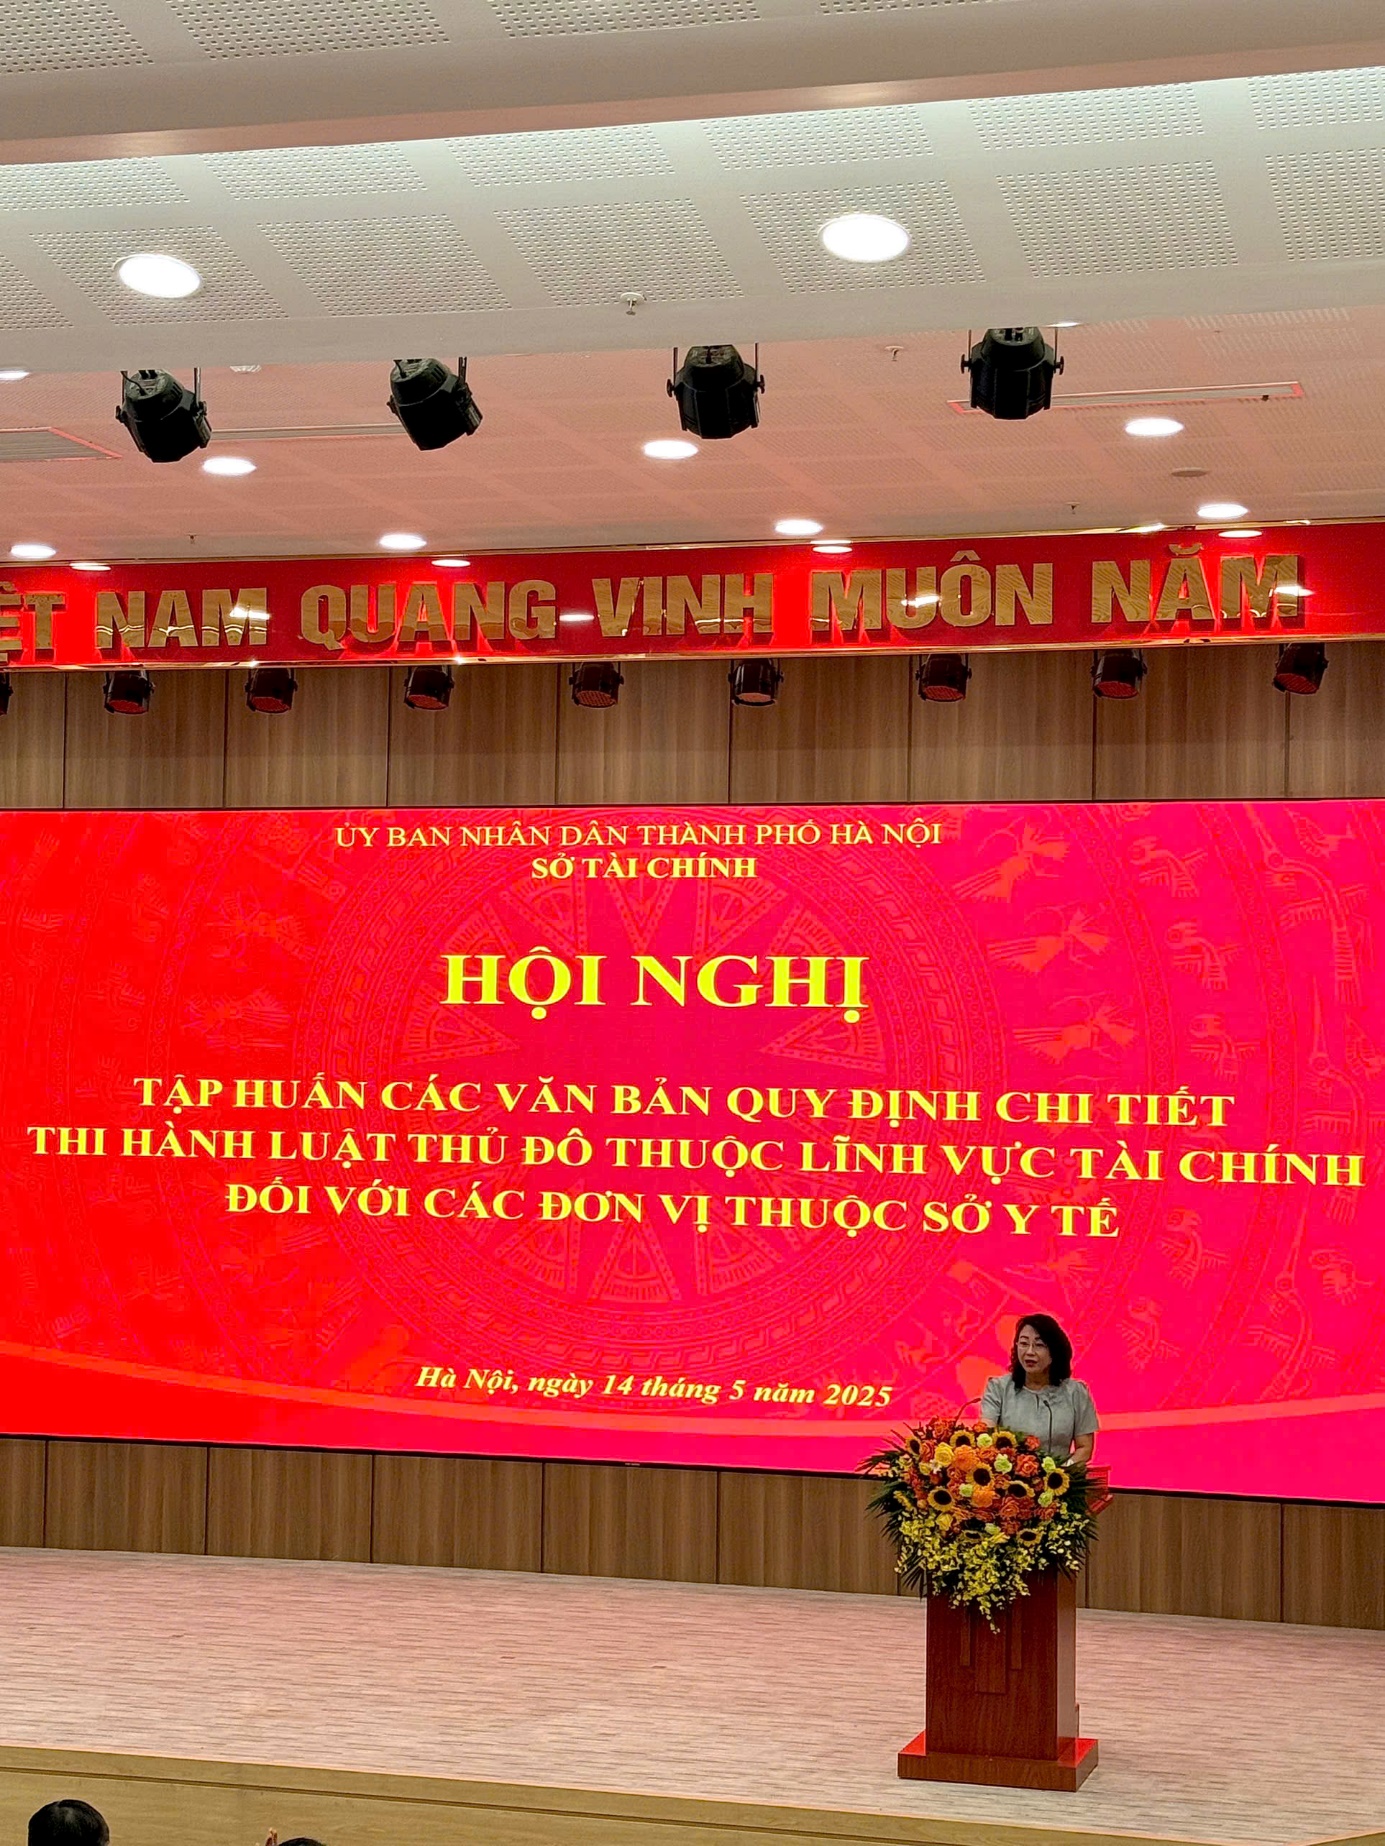 ỆT NAM QUANG VINH MUÔN NĂM
ỦY BAN NHÂN DÂN THÀNH PHỐ HÀ NỘI
SỞ TÀI CHÍNH
HỘI NGHỊ
TẬP HUẤN CÁC VĂN BẢN QUY ĐỊNH CHI TIẾT
THI HÀNH LUẬT THỦ ĐÔ THUỘC LĨNH VỰC TÀI CHÍNH
ĐỐI VỚI CÁC ĐƠN VỊ THUỘC SỞ Y TẾ
Hà Nội, ngày 14 tháng 5 năm 2025